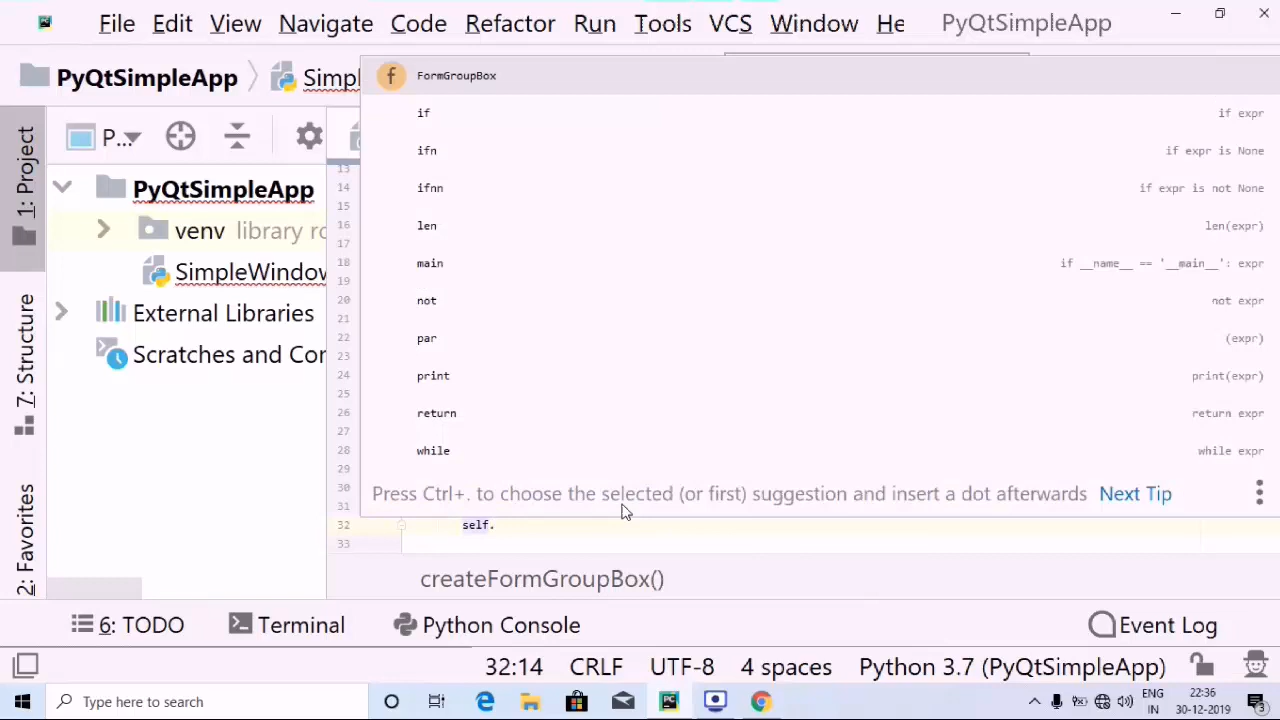 File Edit View Navigate Code Refactor Run Tools VCS Window He PyQtSimpleApp
PyQtSimpleApp Simpl
P...
1: Project
7: Structure
2: Favorites
PyQtSimpleApp
venv library ro
SimpleWindow
External Libraries
Scratches and Con
f FormGroupBox
if if expr
ifn if expr is None
ifnn if expr is not None
len len(expr)
main if __name__ == '__main__': expr
not not expr
par (expr)
print print(expr)
return return expr
while while expr
Press Ctrl+. to choose the selected (or first) suggestion and insert a dot afterwards Next Tip
13
14
15
16
17
18
19
20
21
22
23
24
25
26
27
28
29
30
31
32 self.
33
createFormGroupBox()
6: TODO Terminal Python Console Event Log
32:14 CRLF UTF-8 4 spaces Python 3.7 (PyQtSimpleApp)
Type here to search
ENG
IN
22:36
30-12-2019
3